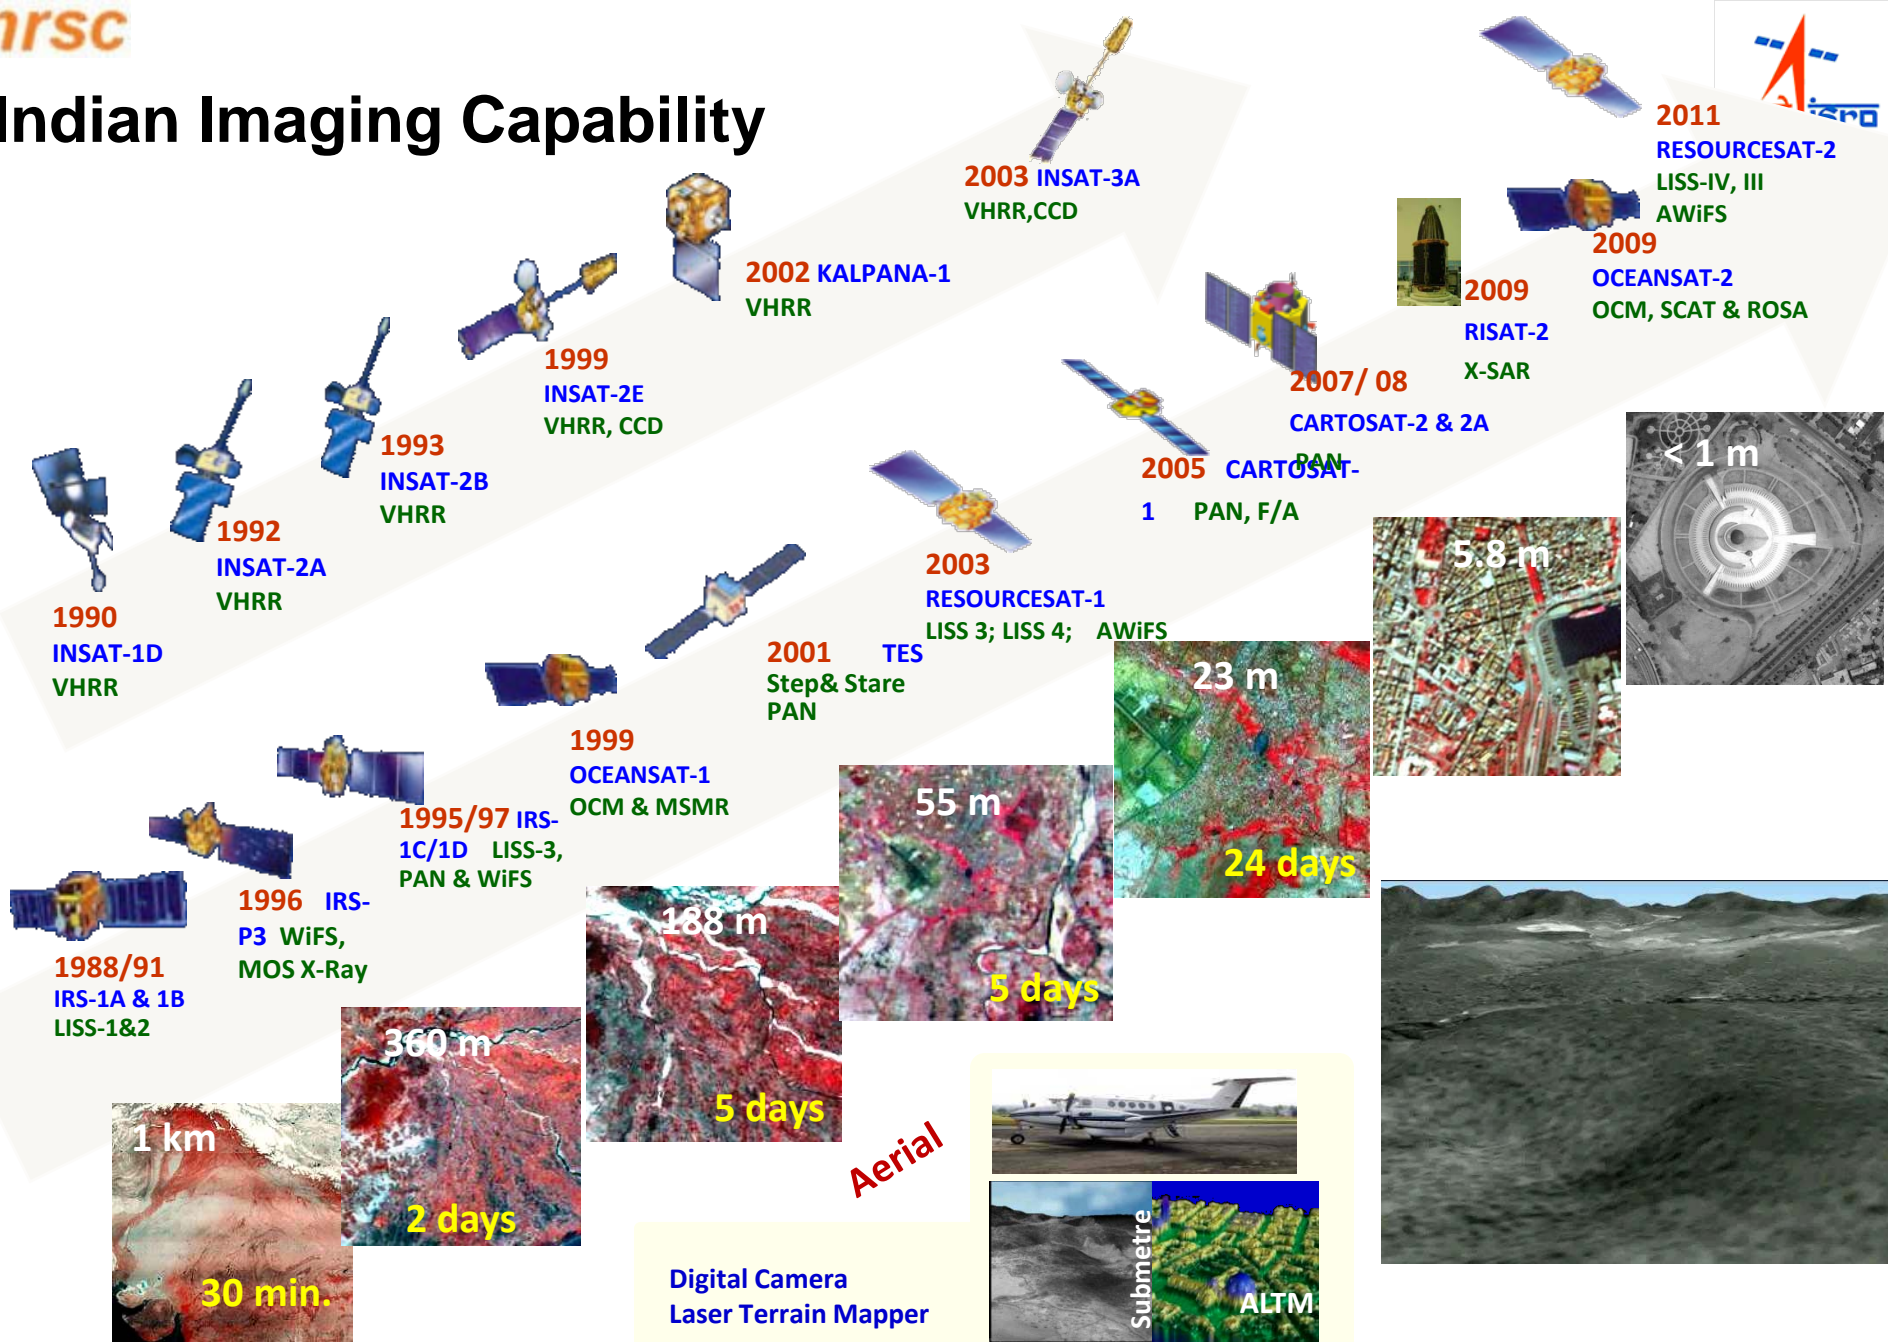 nrsc
Indian Imaging Capability
isro
2011
RESOURCESAT-2
LISS-IV, III
AWiFS
2003 INSAT-3A
VHRR,CCD
2009
OCEANSAT-2
OCM, SCAT & ROSA
2002 KALPANA-1
VHRR
2009
RISAT-2
X-SAR
1999
INSAT-2E
VHRR, CCD
2007/ 08
CARTOSAT-2 & 2A
PAN
1993
INSAT-2B
VHRR
2005 CARTOSAT-
1 PAN, F/A
1992
INSAT-2A
VHRR
2003
RESOURCESAT-1
LISS 3; LISS 4; AWiFS
1990
INSAT-1D
VHRR
2001 TES
Step& Stare
PAN
1999
OCEANSAT-1
OCM & MSMR
1995/97 IRS-
1C/1D LISS-3,
PAN & WiFS
1996 IRS-
P3 WiFS,
MOS X-Ray
1988/91
IRS-1A & 1B
LISS-1&2
< 1 m
5.8 m
23 m
24 days
55 m
5 days
188 m
5 days
360 m
2 days
1 km
30 min.
Aerial
Digital Camera
Laser Terrain Mapper
Submetre
ALTM